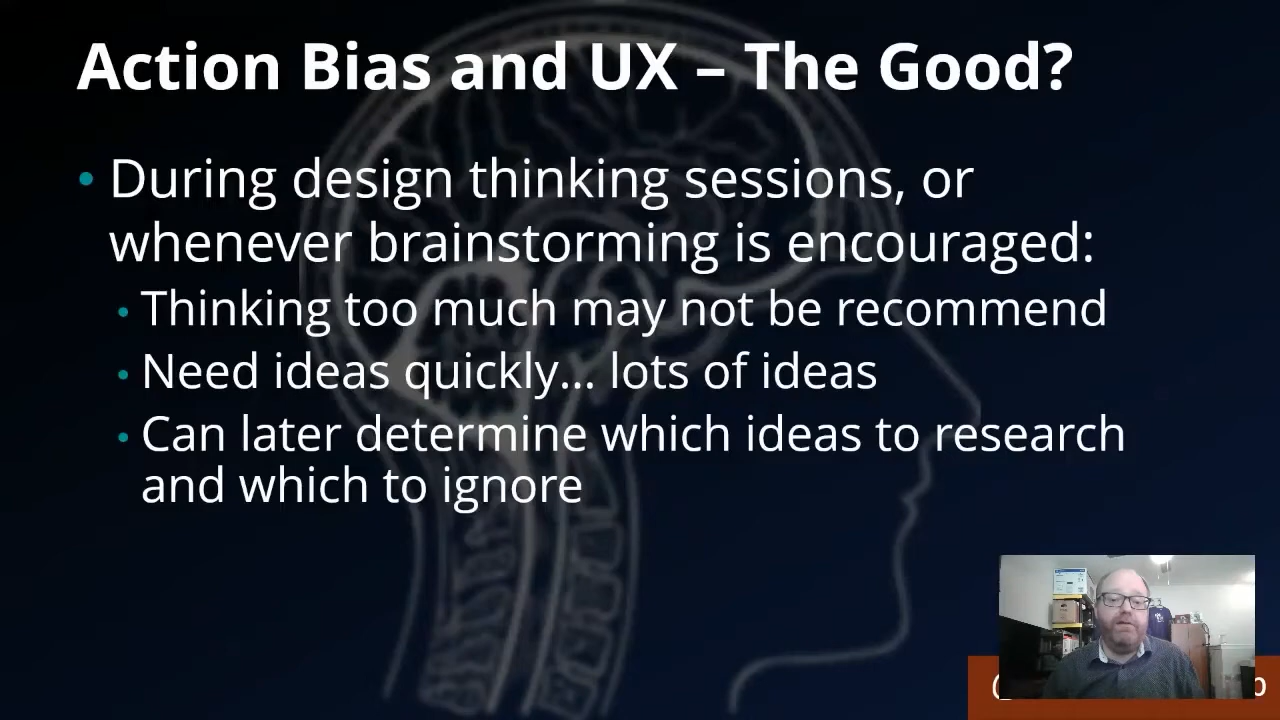 Action Bias and UX – The Good?
• During design thinking sessions, or
whenever brainstorming is encouraged:
• Thinking too much may not be recommend
• Need ideas quickly... lots of ideas
• Can later determine which ideas to research
and which to ignore